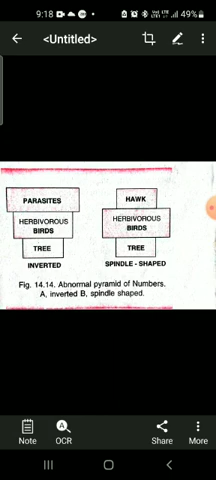 9:18
49%
<Untitled>
PARASITES
HERBIVOROUS
BIRDS
TREE
INVERTED
HAWK
HERBIVOROUS
BIRDS
TREE
SPINDLE - SHAPED
Fig. 14.14. Abnormal pyramid of Numbers.
A, inverted B, spindle shaped.
Note
OCR
Share
More